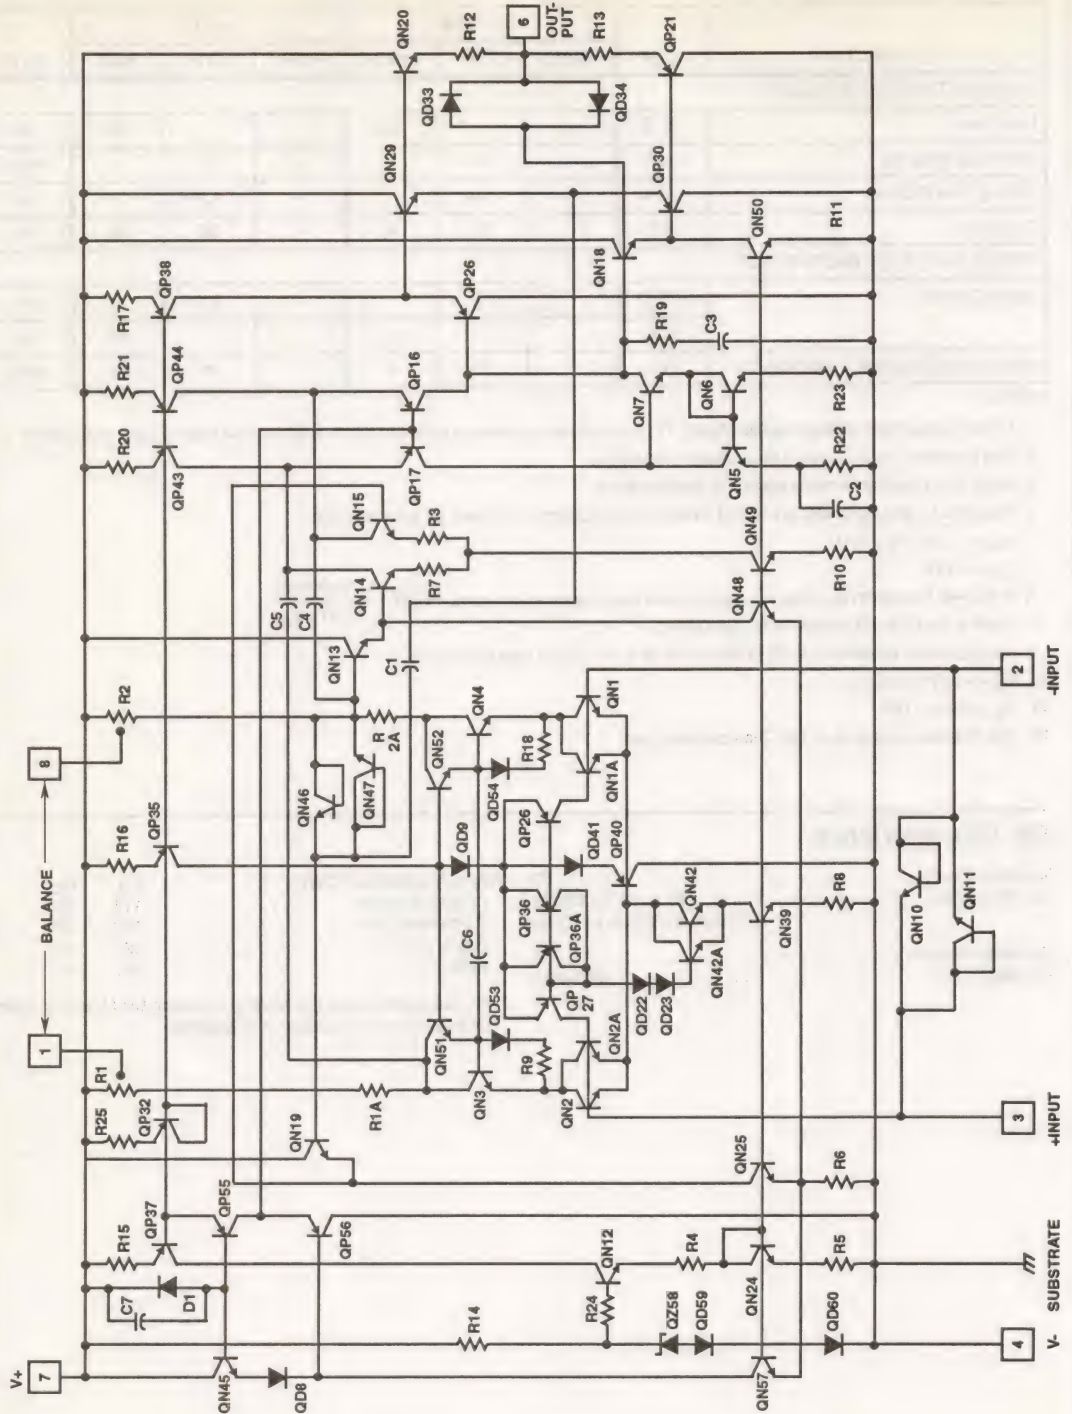 V+
7
BALANCE
1
8
C7
D1
R15
QP37
R25
QP32
R1
R16
QP35
R2
R20
QP43
R21
QP44
R17
QP38
QN20
R12
6
OUT-
PUT
R13
QP21
QN45
QD8
QP55
QP56
QN19
R1A
QN46
QN47
R
2A
QN13
C5
C4
C1
QN14
QN15
R7
R3
QP17
QP16
QP26
QN29
QD33
QD34
QP30
R14
R24
QN12
QN51
QN3
QD53
R9
C6
QD9
QN52
QN4
QD54
R18
QP36
QP36A
QP
27
QP26
QD41
QP40
QN1A
QN1
QN2
QN2A
QD22
QD23
QN42
QN42A
QN39
R8
QN48
QN49
R10
QN7
QN5
QN6
R22
R23
C2
R19
C3
QN18
QN50
R11
QZ58
QD59
QD60
QN57
R4
QN24
R5
QN25
R6
QN10
QN11
4
V-
SUBSTRATE
3
+INPUT
2
-INPUT